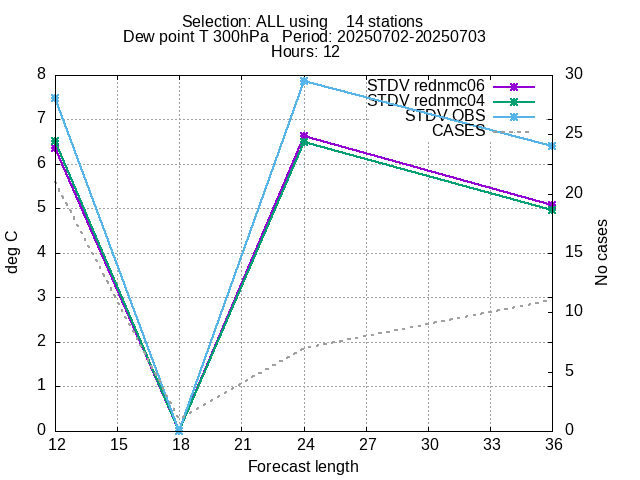 Selection: ALL using    14 stations
Dew point T 300hPa   Period: 20250702-20250703
Hours: 12
STDV rednmc06
STDV rednmc04
STDV OBS
CASES
8
7
6
5
4
3
2
1
0
30
25
20
15
10
5
0
deg C
No cases
12 15 18 21 24 27 30 33 36
Forecast length